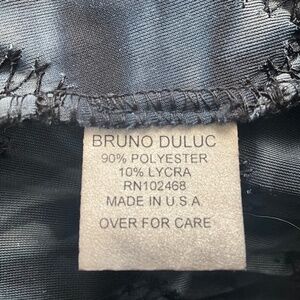 BRUNO DULUC
90% POLYESTER
10% LYCRA
RN102468
MADE IN U.S.A
OVER FOR CARE